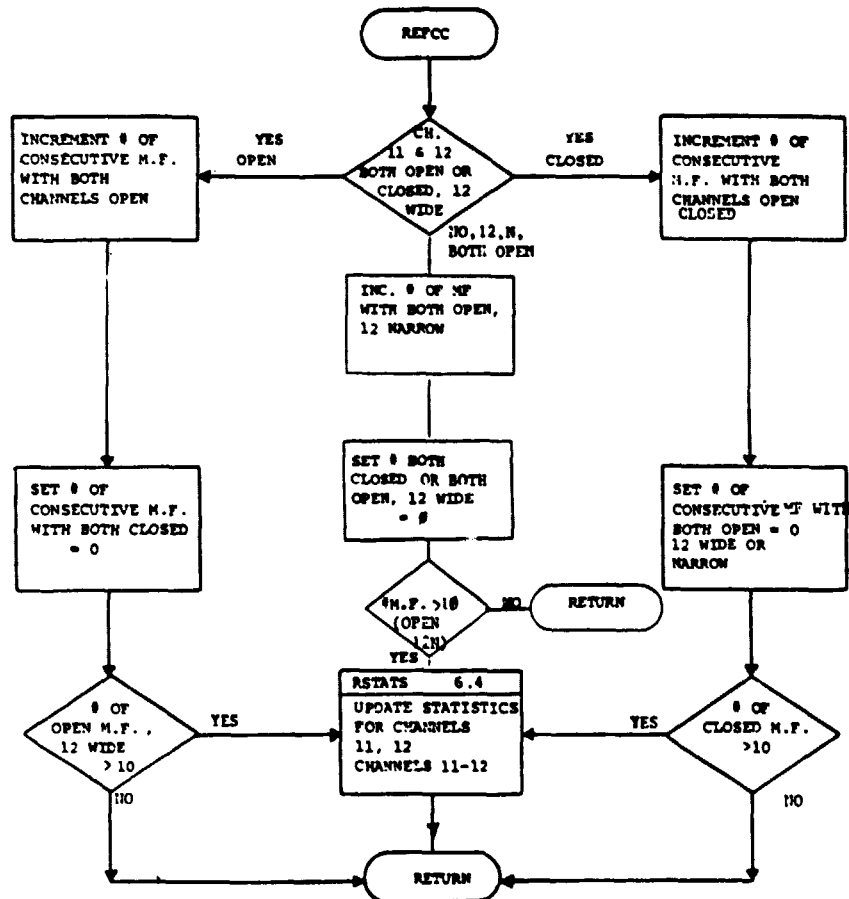 REFCC
INCREMENT # OF
CONSECUTIVE M.F.
WITH BOTH
CHANNELS OPEN
YES
OPEN
CH.
11 & 12
BOTH OPEN OR
CLOSED, 12
WIDE
YES
CLOSED
INCREMENT # OF
CONSECUTIVE
M.F. WITH BOTH
CHANNELS OPEN
CLOSED
NO,12,N,
BOTH OPEN
INC. # OF MF
WITH BOTH OPEN,
12 NARROW
SET # OF
CONSECUTIVE M.F.
WITH BOTH CLOSED
= 0
SET # BOTH
CLOSED OR BOTH
OPEN, 12 WIDE
= Ø
SET # OF
CONSECUTIVE MF WITH
BOTH OPEN = 0
12 WIDE OR
NARROW
#M.F. >1Ø
(OPEN
12N)
NO
RETURN
YES
# OF
OPEN M.F.,
12 WIDE
>10
YES
RSTATS 6.4
UPDATE STATISTICS
FOR CHANNELS
11, 12
CHANNELS 11-12
YES
# OF
CLOSED M.F.
>10
NO
NO
RETURN